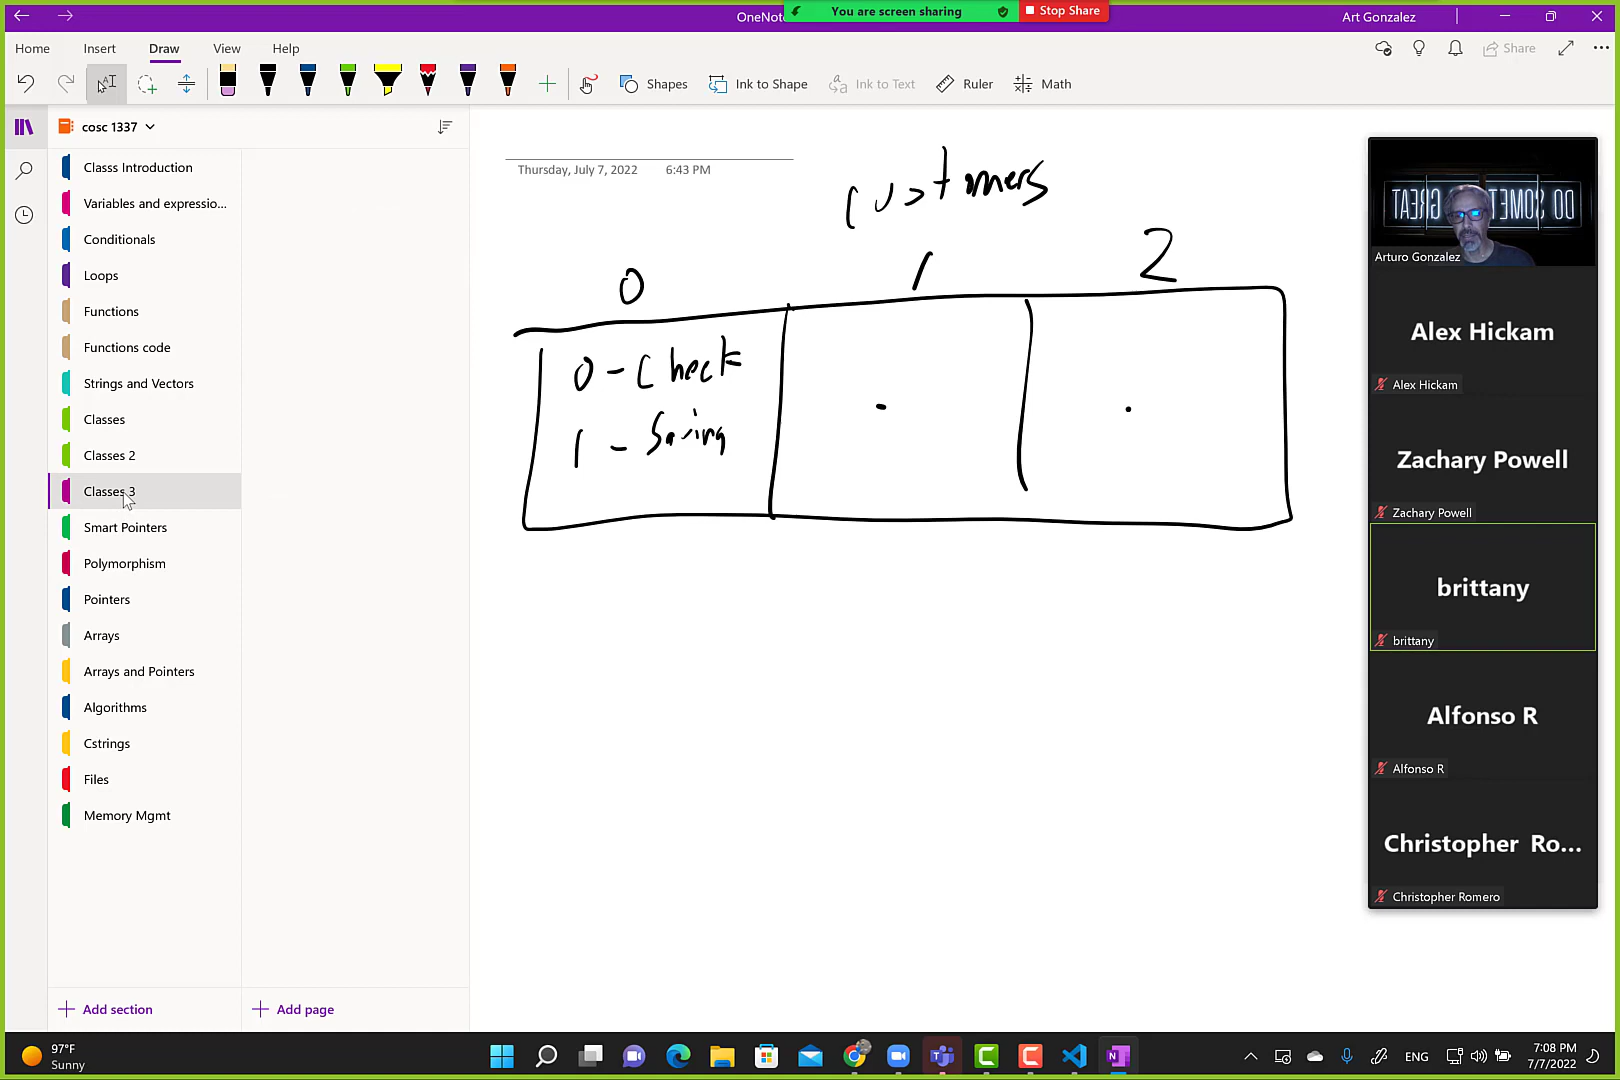 OneNote
You are screen sharing
Stop Share
Art Gonzalez
Home Insert Draw View Help
Share
Shapes Ink to Shape Ink to Text Ruler Math
cosc 1337
Classs Introduction
Variables and expressio...
Conditionals
Loops
Functions
Functions code
Strings and Vectors
Classes
Classes 2
Classes 3
Smart Pointers
Polymorphism
Pointers
Arrays
Arrays and Pointers
Algorithms
Cstrings
Files
Memory Mgmt
Add section
Add page
Thursday, July 7, 2022 6:43 PM
customers
0 1 2
0 - Check
1 - Saving
DO SOMETHING GREAT
Arturo Gonzalez
Alex Hickam
Alex Hickam
Zachary Powell
Zachary Powell
brittany
brittany
Alfonso R
Alfonso R
Christopher Ro...
Christopher Romero
97°F
Sunny
ENG
7:08 PM
7/7/2022